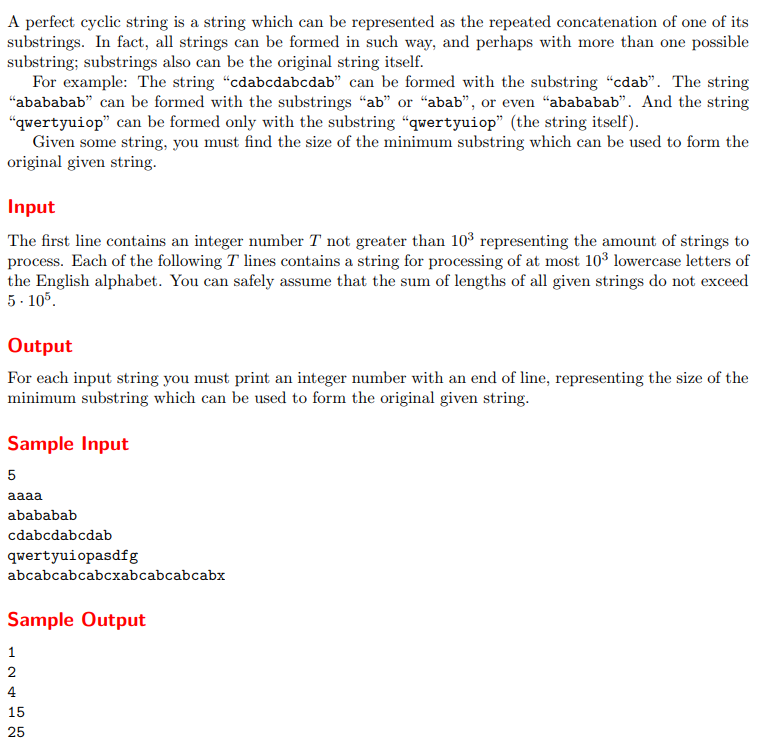 A perfect cyclic string is a string which can be represented as the repeated concatenation of one of its
substrings. In fact, all strings can be formed in such way, and perhaps with more than one possible
substring; substrings also can be the original string itself.
For example: The string “cdabcdabcdab” can be formed with the substring “cdab”. The string
“abababab” can be formed with the substrings “ab” or “abab”, or even “abababab”. And the string
“qwertyuiop” can be formed only with the substring “qwertyuiop” (the string itself).
Given some string, you must find the size of the minimum substring which can be used to form the
original given string.
Input
The first line contains an integer number T not greater than 10³ representing the amount of strings to
process. Each of the following T lines contains a string for processing of at most 10³ lowercase letters of
the English alphabet. You can safely assume that the sum of lengths of all given strings do not exceed
5 · 10⁵.
Output
For each input string you must print an integer number with an end of line, representing the size of the
minimum substring which can be used to form the original given string.
Sample Input
5
aaaa
abababab
cdabcdabcdab
qwertyuiopasdfg
abcabcabcabcxabcabcabcabx
Sample Output
1
2
4
15
25